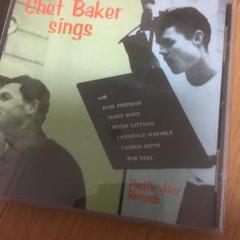 Chet Baker
sings
with
RUSS FREEMAN
JAMES BOND
PETER LITTMAN
LAWRENCE MARABLE
CARSON SMITH
BOB NEEL
Pacific Jazz
Records